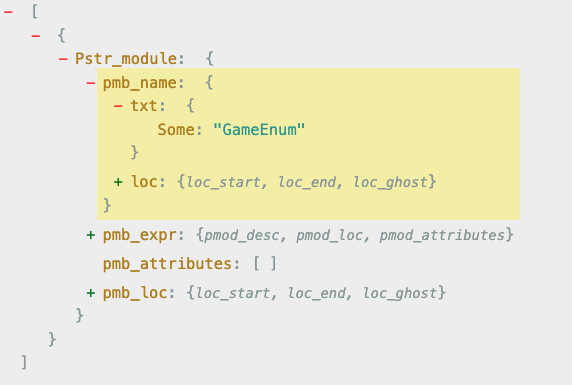 − [
− {
− Pstr_module: {
− pmb_name: {
− txt: {
Some: "GameEnum"
}
+ loc: {loc_start, loc_end, loc_ghost}
}
+ pmb_expr: {pmod_desc, pmod_loc, pmod_attributes}
pmb_attributes: [ ]
+ pmb_loc: {loc_start, loc_end, loc_ghost}
}
}
]